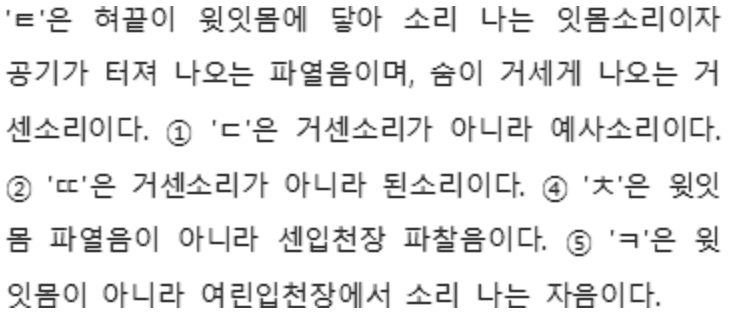 'ㅌ'은 혀끝이 윗잇몸에 닿아 소리 나는 잇몸소리이자
공기가 터져 나오는 파열음이며, 숨이 거세게 나오는 거
센소리이다. ① 'ㄷ'은 거센소리가 아니라 예사소리이다.
② 'ㄸ'은 거센소리가 아니라 된소리이다. ④ 'ㅊ'은 윗잇
몸 파열음이 아니라 센입천장 파찰음이다. ⑤ 'ㅋ'은 윗
잇몸이 아니라 여린입천장에서 소리 나는 자음이다.